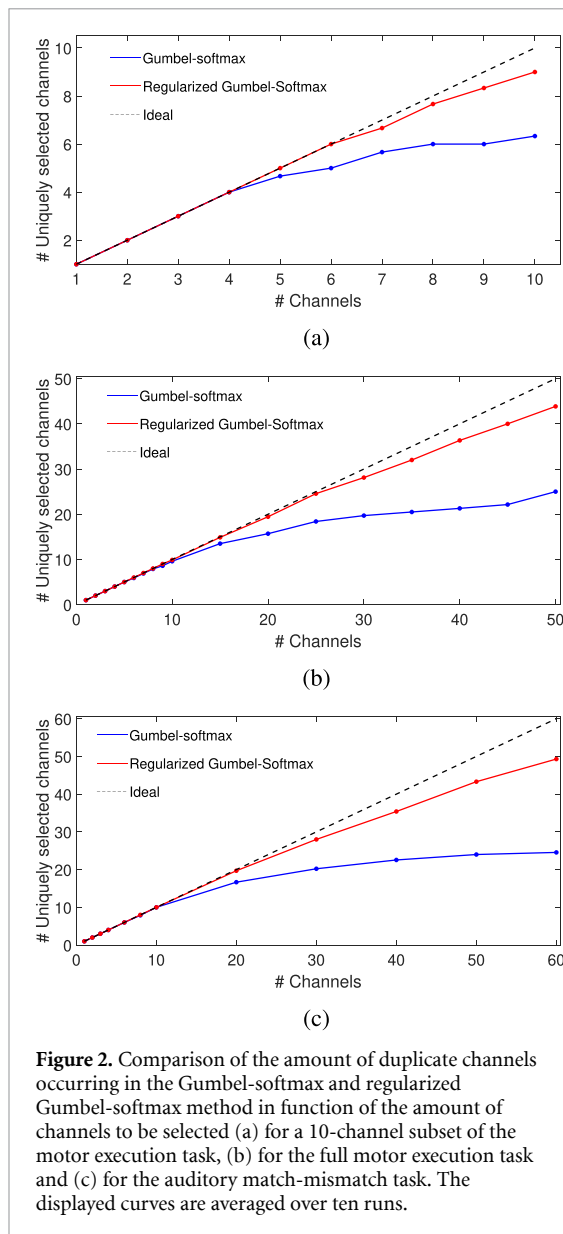 10
8
6
4
2
# Uniquely selected channels
Gumbel-softmax
Regularized Gumbel-Softmax
Ideal
1 2 3 4 5 6 7 8 9 10
# Channels
(a)
50
40
30
20
10
0
# Uniquely selected channels
Gumbel-softmax
Regularized Gumbel-Softmax
Ideal
0 10 20 30 40 50
# Channels
(b)
60
50
40
30
20
10
0
# Uniquely selected channels
Gumbel-softmax
Regularized Gumbel-Softmax
Ideal
0 10 20 30 40 50 60
# Channels
(c)
Figure 2. Comparison of the amount of duplicate channels
occurring in the Gumbel-softmax and regularized
Gumbel-softmax method in function of the amount of
channels to be selected (a) for a 10-channel subset of the
motor execution task, (b) for the full motor execution task
and (c) for the auditory match-mismatch task. The
displayed curves are averaged over ten runs.